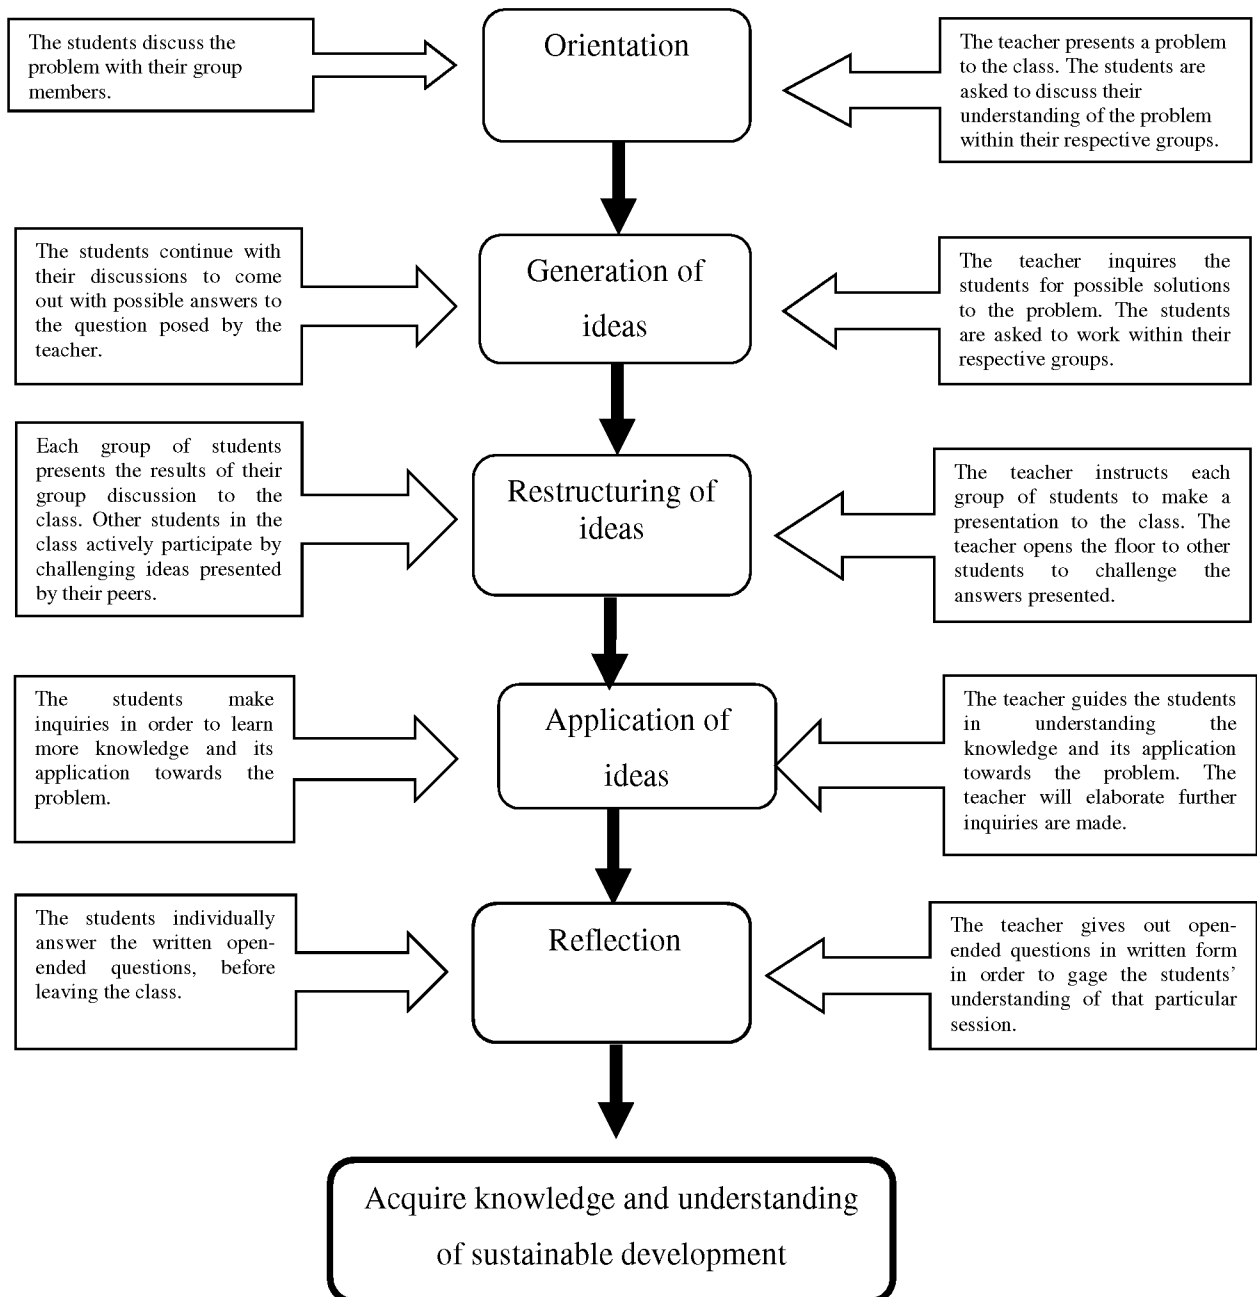 The students discuss the
problem with their group
members.
Orientation
The teacher presents a problem
to the class. The students are
asked to discuss their
understanding of the problem
within their respective groups.
The students continue with
their discussions to come
out with possible answers to
the question posed by the
teacher.
Generation of
ideas
The teacher inquires the
students for possible solutions
to the problem. The students
are asked to work within their
respective groups.
Each group of students
presents the results of their
group discussion to the
class. Other students in the
class actively participate by
challenging ideas presented
by their peers.
Restructuring of
ideas
The teacher instructs each
group of students to make a
presentation to the class. The
teacher opens the floor to other
students to challenge the
answers presented.
The students make
inquiries in order to learn
more knowledge and its
application towards the
problem.
Application of
ideas
The teacher guides the students
in understanding the
knowledge and its application
towards the problem. The
teacher will elaborate further
inquiries are made.
The students individually
answer the written open-
ended questions, before
leaving the class.
Reflection
The teacher gives out open-
ended questions in written form
in order to gage the students’
understanding of that particular
session.
Acquire knowledge and understanding
of sustainable development